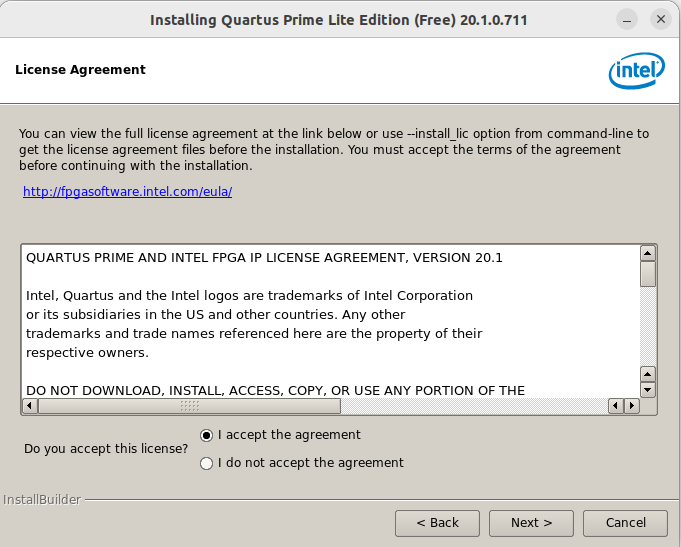 Installing Quartus Prime Lite Edition (Free) 20.1.0.711
License Agreement
intel
You can view the full license agreement at the link below or use --install_lic option from command-line to
get the license agreement files before the installation. You must accept the terms of the agreement
before continuing with the installation.
http://fpgasoftware.intel.com/eula/
QUARTUS PRIME AND INTEL FPGA IP LICENSE AGREEMENT, VERSION 20.1
Intel, Quartus and the Intel logos are trademarks of Intel Corporation
or its subsidiaries in the US and other countries. Any other
trademarks and trade names referenced here are the property of their
respective owners.
DO NOT DOWNLOAD, INSTALL, ACCESS, COPY, OR USE ANY PORTION OF THE
Do you accept this license?
I accept the agreement
I do not accept the agreement
InstallBuilder
< Back
Next >
Cancel